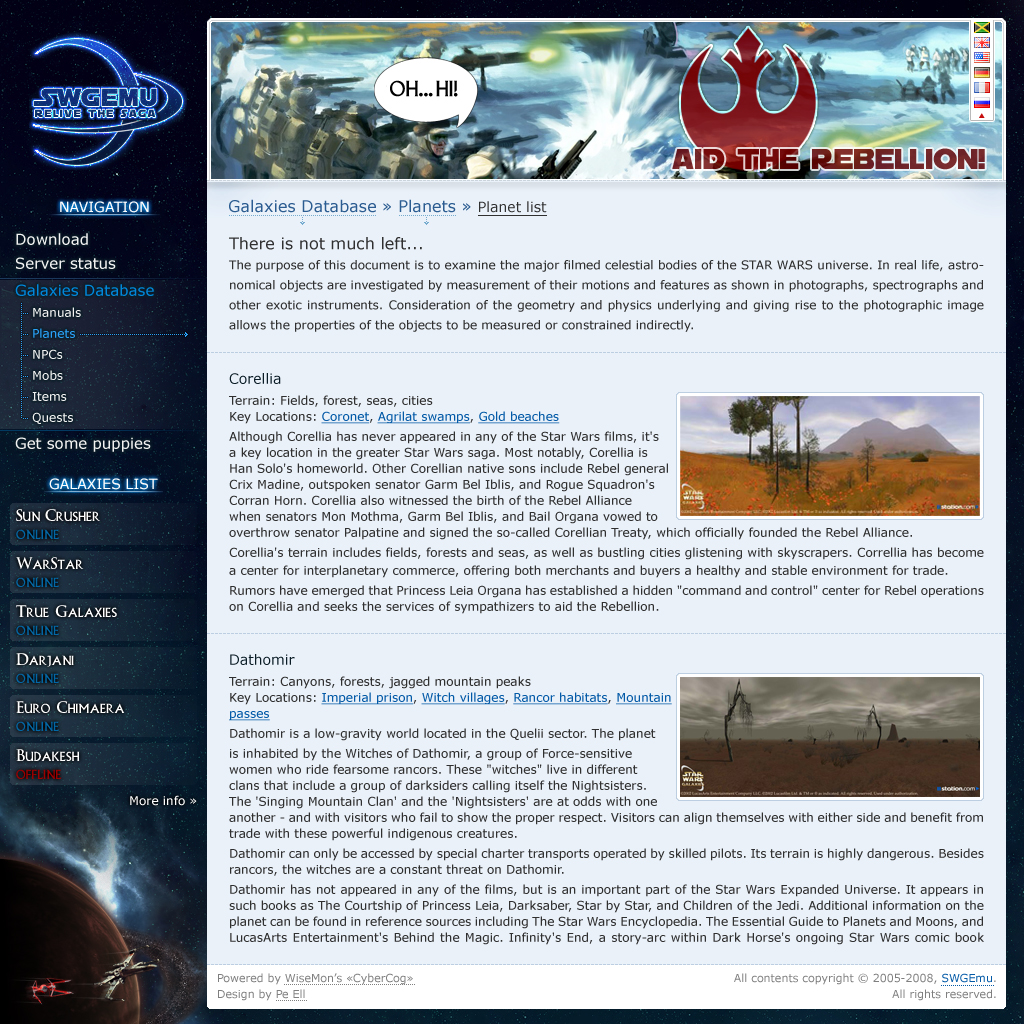 SWGEMU
RELIVE THE SAGA
OH...HI!
AID THE REBELLION!
NAVIGATION
Download
Server status
Galaxies Database
Manuals
Planets
NPCs
Mobs
Items
Quests
Get some puppies
GALAXIES LIST
Sun Crusher
ONLINE
WarStar
ONLINE
True Galaxies
ONLINE
Darjani
ONLINE
Euro Chimaera
ONLINE
Budakesh
OFFLINE
More info »
Galaxies Database » Planets » Planet list
There is not much left...
The purpose of this document is to examine the major filmed celestial bodies of the STAR WARS universe. In real life, astro-
nomical objects are investigated by measurement of their motions and features as shown in photographs, spectrographs and
other exotic instruments. Consideration of the geometry and physics underlying and giving rise to the photographic image
allows the properties of the objects to be measured or constrained indirectly.
Corellia
Terrain: Fields, forest, seas, cities
Key Locations: Coronet, Agrilat swamps, Gold beaches
Although Corellia has never appeared in any of the Star Wars films, it's
a key location in the greater Star Wars saga. Most notably, Corellia is
Han Solo's homeworld. Other Corellian native sons include Rebel general
Crix Madine, outspoken senator Garm Bel Iblis, and Rogue Squadron's
Corran Horn. Corellia also witnessed the birth of the Rebel Alliance
when senators Mon Mothma, Garm Bel Iblis, and Bail Organa vowed to
overthrow senator Palpatine and signed the so-called Corellian Treaty, which officially founded the Rebel Alliance.
Corellia's terrain includes fields, forests and seas, as well as bustling cities glistening with skyscrapers. Correllia has become
a center for interplanetary commerce, offering both merchants and buyers a healthy and stable environment for trade.
Rumors have emerged that Princess Leia Organa has established a hidden "command and control" center for Rebel operations
on Corellia and seeks the services of sympathizers to aid the Rebellion.
STAR WARS
station.com
Dathomir
Terrain: Canyons, forests, jagged mountain peaks
Key Locations: Imperial prison, Witch villages, Rancor habitats, Mountain
passes
Dathomir is a low-gravity world located in the Quelii sector. The planet
is inhabited by the Witches of Dathomir, a group of Force-sensitive
women who ride fearsome rancors. These "witches" live in different
clans that include a group of darksiders calling itself the Nightsisters.
The 'Singing Mountain Clan' and the 'Nightsisters' are at odds with one
another - and with visitors who fail to show the proper respect. Visitors can align themselves with either side and benefit from
trade with these powerful indigenous creatures.
Dathomir can only be accessed by special charter transports operated by skilled pilots. Its terrain is highly dangerous. Besides
rancors, the witches are a constant threat on Dathomir.
Dathomir has not appeared in any of the films, but is an important part of the Star Wars Expanded Universe. It appears in
such books as The Courtship of Princess Leia, Darksaber, Star by Star, and Children of the Jedi. Additional information on the
planet can be found in reference sources including The Star Wars Encyclopedia. The Essential Guide to Planets and Moons, and
LucasArts Entertainment's Behind the Magic. Infinity's End, a story-arc within Dark Horse's ongoing Star Wars comic book
STAR WARS
station.com
Powered by WiseMon's «CyberCog»
Design by Pe Ell
All contents copyright © 2005-2008, SWGEmu.
All rights reserved.